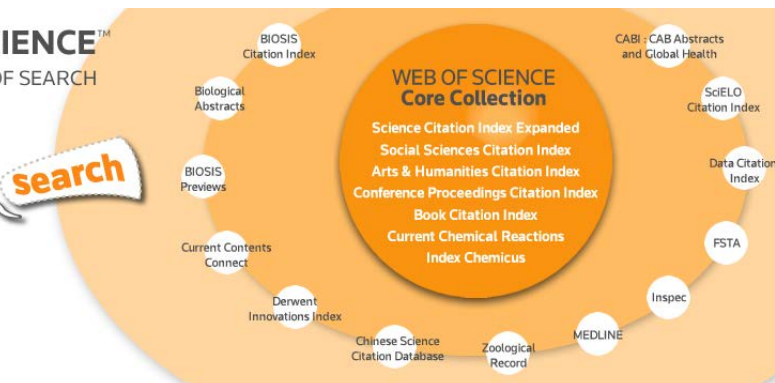 IENCE™
OF SEARCH
search
BIOSIS
Citation Index
Biological
Abstracts
BIOSIS
Previews
Current Contents
Connect
Derwent
Innovations Index
Chinese Science
Citation Database
Zoological
Record
MEDLINE
Inspec
FSTA
Data Citation
Index
SciELO
Citation Index
CABI : CAB Abstracts
and Global Health
WEB OF SCIENCE
Core Collection
Science Citation Index Expanded
Social Sciences Citation Index
Arts & Humanities Citation Index
Conference Proceedings Citation Index
Book Citation Index
Current Chemical Reactions
Index Chemicus